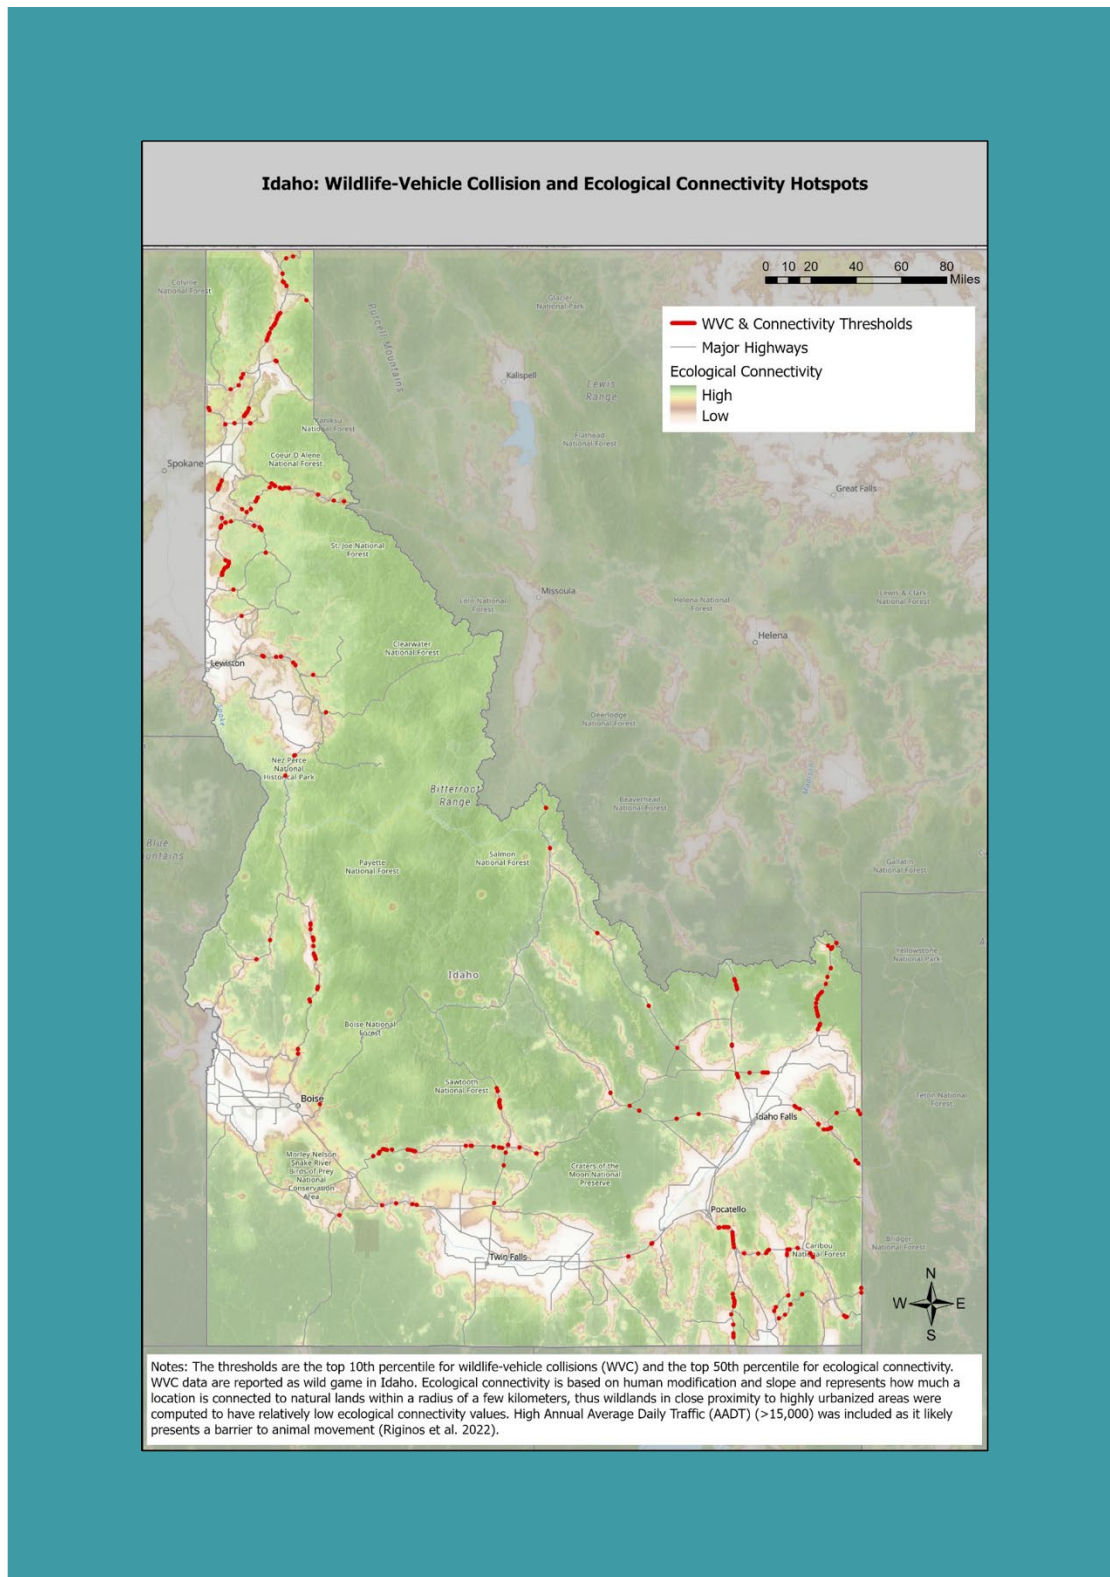 Idaho: Wildlife-Vehicle Collision and Ecological Connectivity Hotspots
0 10 20 40 60 80
Miles
WVC & Connectivity Thresholds
Major Highways
Ecological Connectivity
High
Low
Colville
National Forest
Purcell Mountains
Glacier
National Park
Kalispell
Lewis
Range
Kaniksu
National Forest
Flathead
National Forest
Spokane
Coeur D Alene
National Forest
Great Falls
St. Joe National
Forest
Missoula
Lolo National
Forest
Helena National
Forest
Lewis & Clark
National Forest
Helena
Clearwater
National Forest
Lewiston
Snake
Deerlodge
National Forest
Nez Perce
National
Historical Park
Bitterroot
Range
Beaverhead
National Forest
Blue
Mountains
Payette
National Forest
Salmon
National Forest
Gallatin
National Forest
Yellowstone
National Park
Idaho
Boise National
Forest
Sawtooth
National Forest
Boise
Idaho Falls
Teton National
Forest
Morley Nelson
Snake River
Birds of Prey
National
Conservation
Area
Craters of the
Moon National
Preserve
Pocatello
Caribou
National Forest
Bridger
National Forest
Twin Falls
N
W E
S
Notes: The thresholds are the top 10th percentile for wildlife-vehicle collisions (WVC) and the top 50th percentile for ecological connectivity.
WVC data are reported as wild game in Idaho. Ecological connectivity is based on human modification and slope and represents how much a
location is connected to natural lands within a radius of a few kilometers, thus wildlands in close proximity to highly urbanized areas were
computed to have relatively low ecological connectivity values. High Annual Average Daily Traffic (AADT) (>15,000) was included as it likely
presents a barrier to animal movement (Riginos et al. 2022).